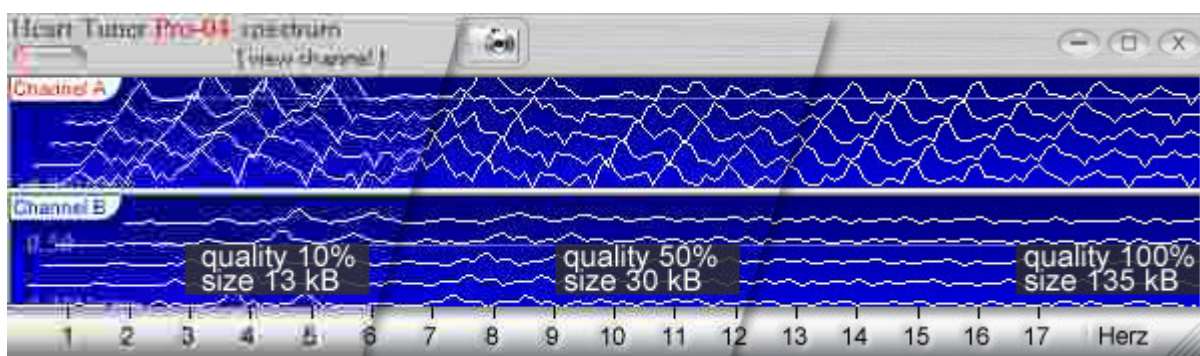 Heart Tuner Pro-04 spectrum
[ view channel ]
Channel A
Channel B
quality 10%
size 13 kB
quality 50%
size 30 kB
quality 100%
size 135 kB
1 2 3 4 5 6 7 8 9 10 11 12 13 14 15 16 17 Herz